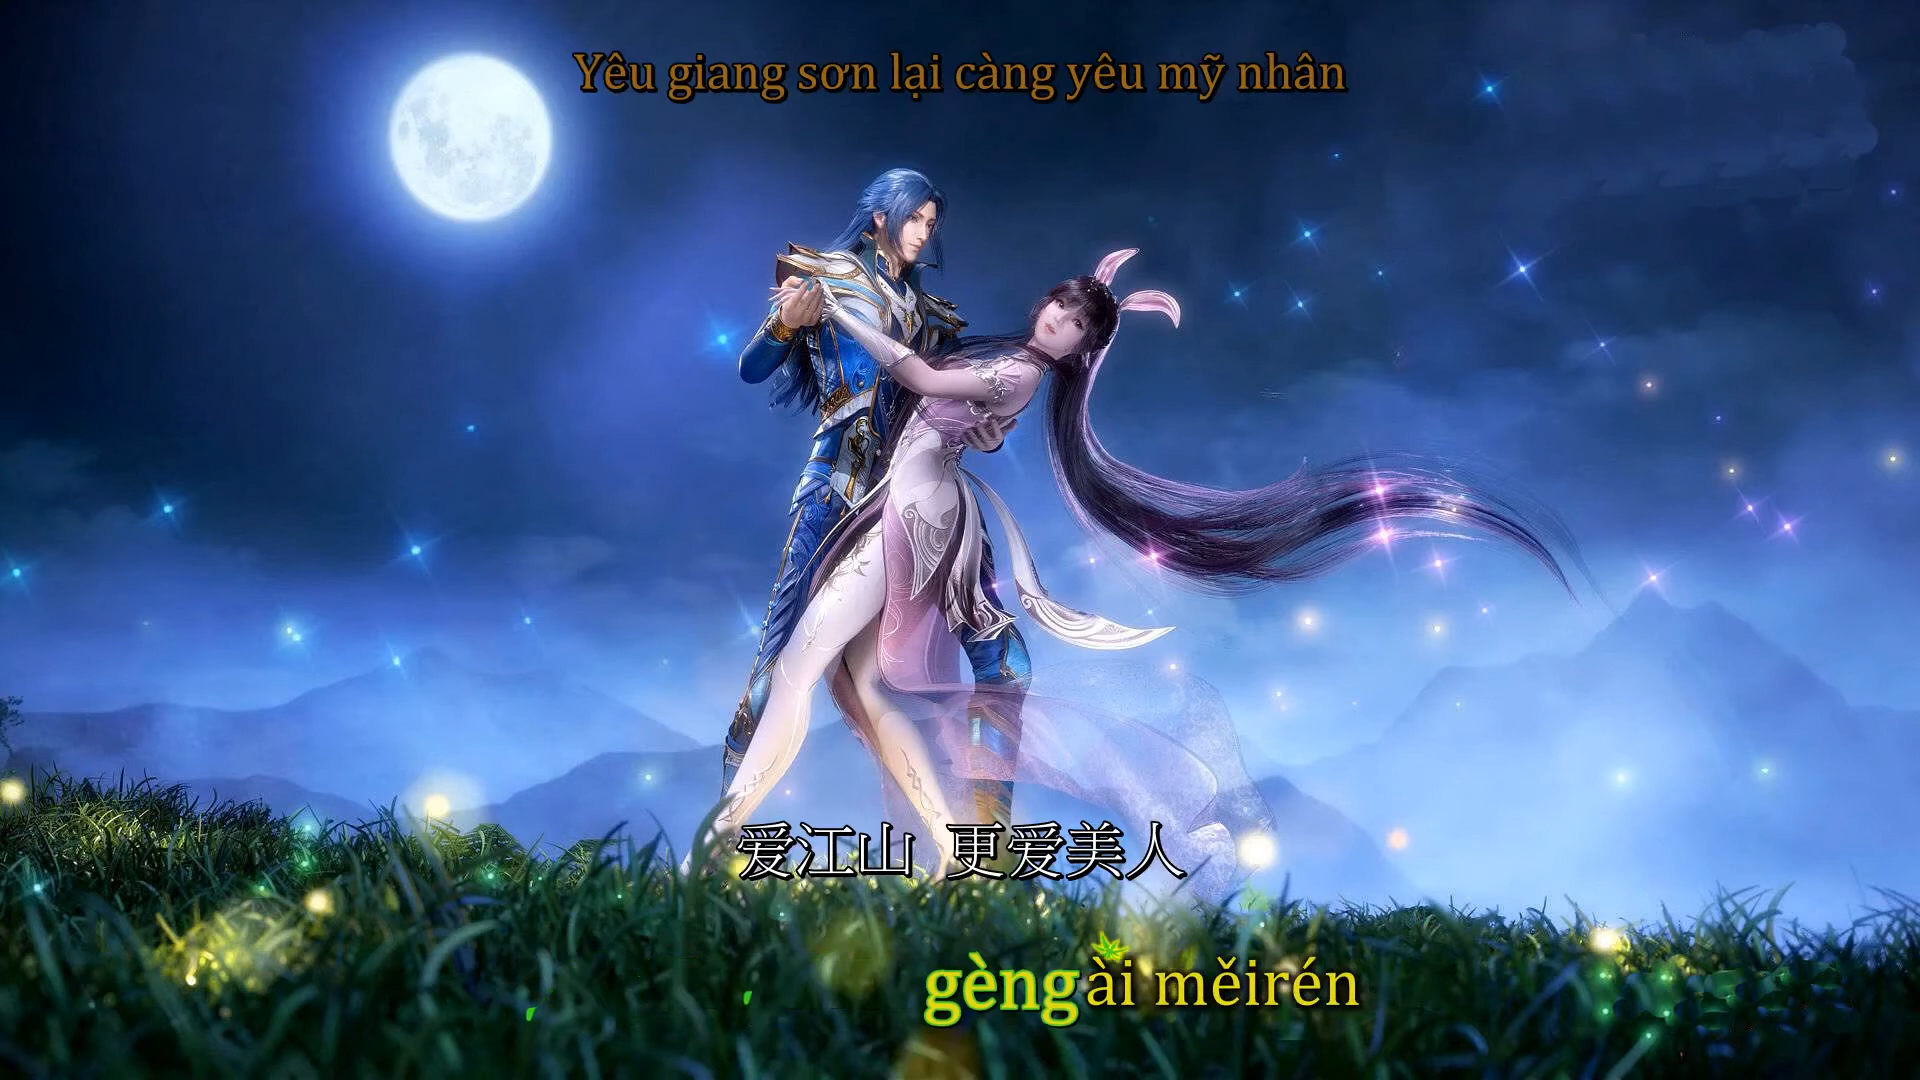 Yêu giang sơn lại càng yêu mỹ nhân
爱江山 更爱美人
gèng ài měirén